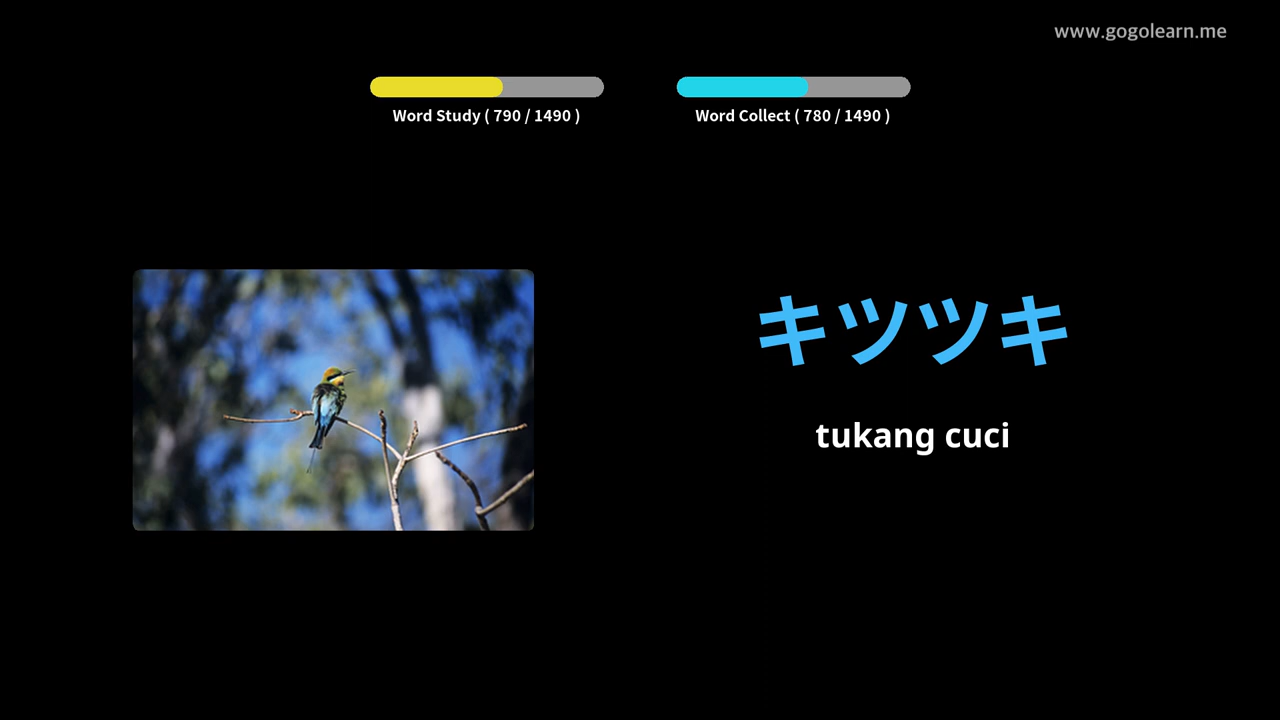 www.gogolearn.me
Word Study ( 790 / 1490 )
Word Collect ( 780 / 1490 )
キツツキ
tukang cuci